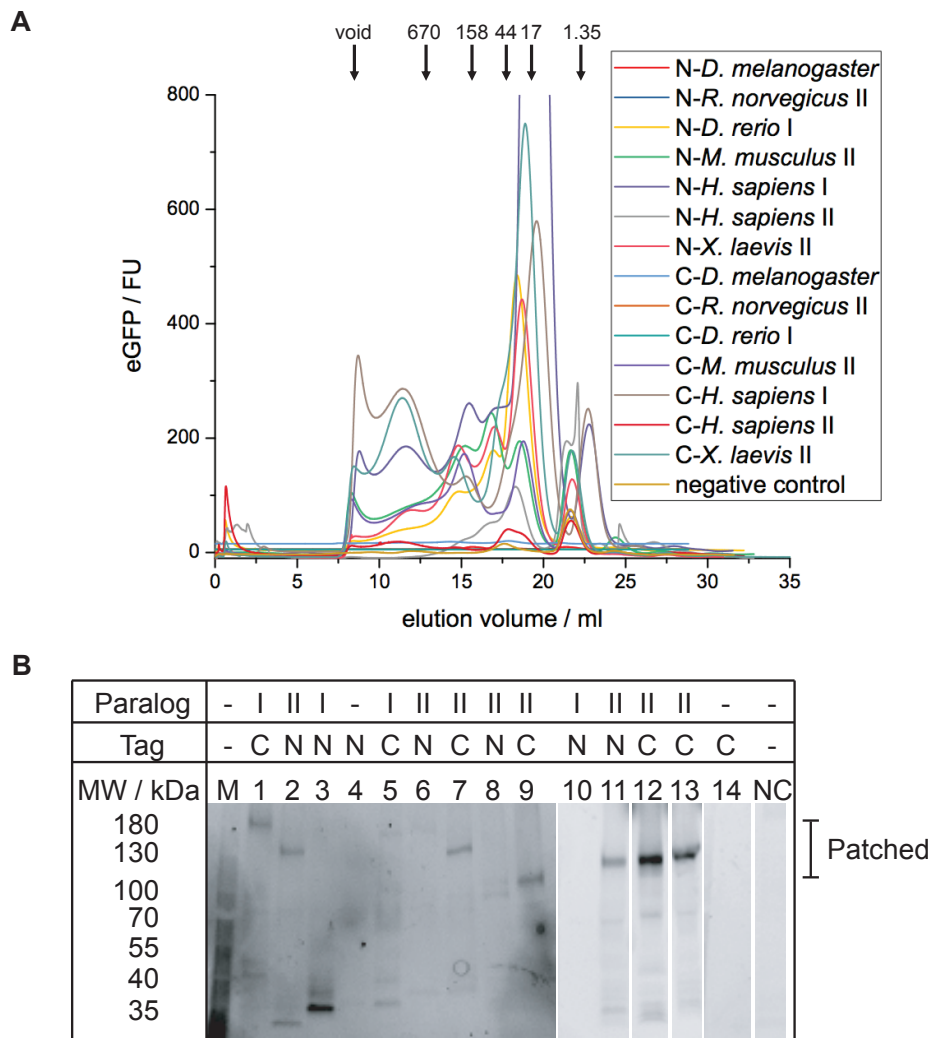 A
void 670 158 44 17 1.35
800
600
400
200
0
eGFP / FU
0 5 10 15 20 25 30 35
elution volume / ml
N-D. melanogaster
N-R. norvegicus II
N-D. rerio I
N-M. musculus II
N-H. sapiens I
N-H. sapiens II
N-X. laevis II
C-D. melanogaster
C-R. norvegicus II
C-D. rerio I
C-M. musculus II
C-H. sapiens I
C-H. sapiens II
C-X. laevis II
negative control
B
Paralog - I II I - I II II II II I II II II - -
Tag - C N N N C N C N C N N C C C -
MW / kDa M 1 2 3 4 5 6 7 8 9 10 11 12 13 14 NC
180
130
100
70
55
40
35
Patched